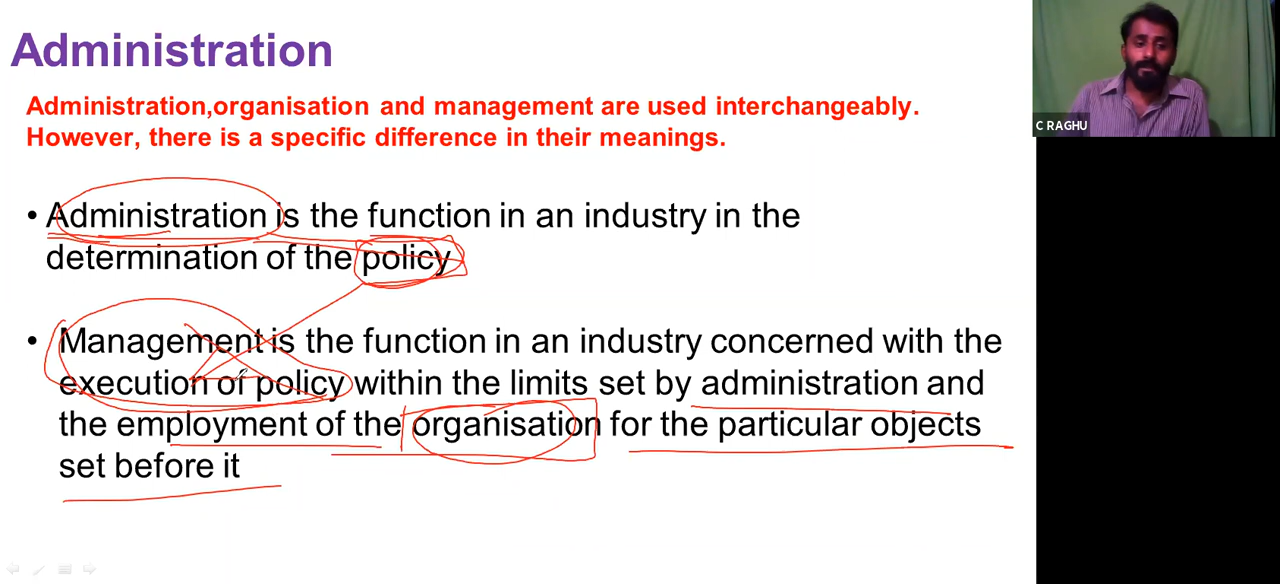 Administration
Administration,organisation and management are used interchangeably.
However, there is a specific difference in their meanings.
• Administration is the function in an industry in the
determination of the policy
• Management is the function in an industry concerned with the
execution of policy within the limits set by administration and
the employment of the organisation for the particular objects
set before it
C RAGHU